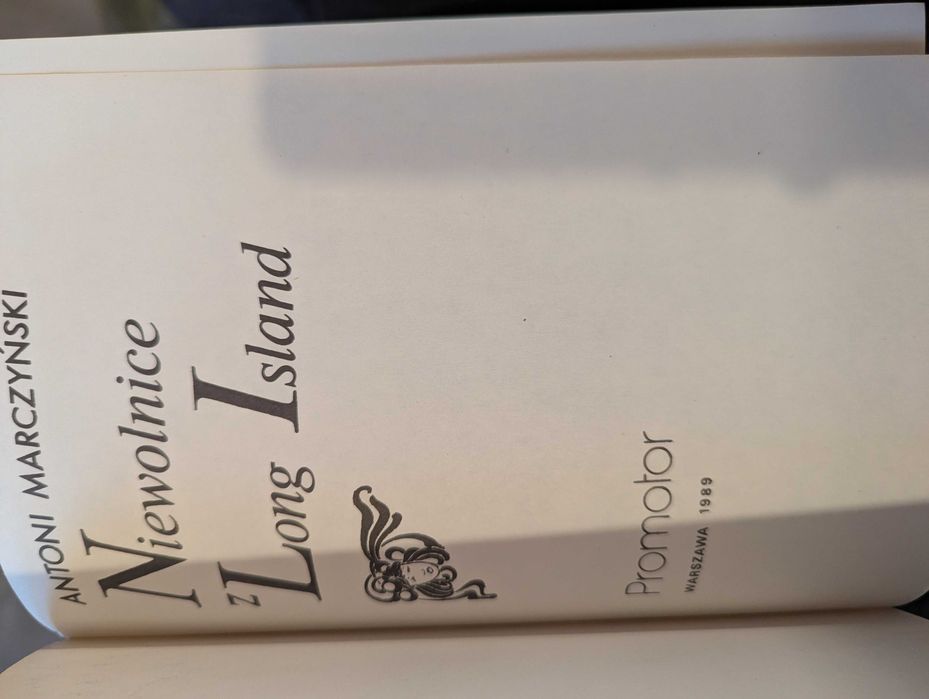 ANTONI MARCZYŃSKI
Niewolnice
z Long Island
Promotor
WARSZAWA 1989